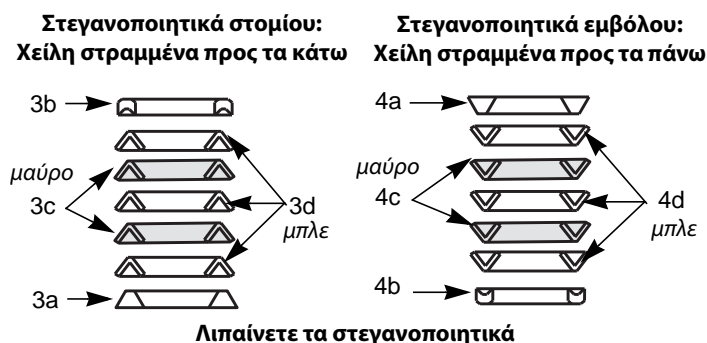 Στεγανοποιητικά στομίου:
Χείλη στραμμένα προς τα κάτω
3b
μαύρο
3c
3d
μπλε
3a
Στεγανοποιητικά εμβόλου:
Χείλη στραμμένα προς τα πάνω
4a
μαύρο
4c
4d
μπλε
4b
Λιπαίνετε τα στεγανοποιητικά